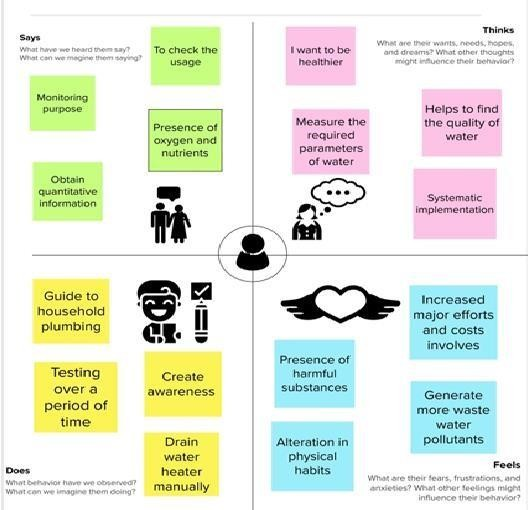 Says
What have we heard them say?
What can we magine them saying?
To check the
usage
Monitoring
purpose
Presence of
oxygen and
nutrients
Obtain
quantitative
information
Thinks
What are their wants, needs, hopes,
and dreams? What other thoughts
might influence their behavior?
I want to be
healthier
Measure the
required
parameters
of water
Helps to find
the quality of
water
Systematic
implementation
Guide to
household
plumbing
Testing
over a
period of
time
Create
awareness
Drain
water
heater
manually
Does
What behavior have we observed?
What can we imagine them doing?
Increased
major efforts
and costs
involves
Presence of
harmful
substances
Generate
more waste
water
pollutants
Alteration in
physical
habits
Feels
What are their fears, frustrations, and
anxieties? What other feelings might
influence their behavior?